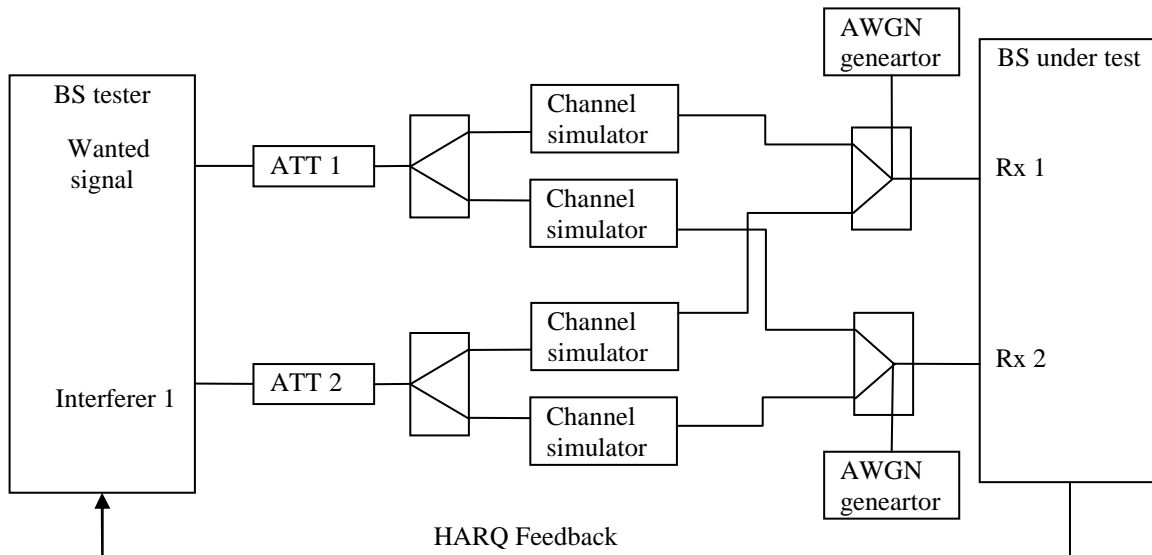 AWGN
geneartor
BS under test
BS tester
Wanted
signal
ATT 1
Channel
simulator
Channel
simulator
Rx 1
Interferer 1
ATT 2
Channel
simulator
Channel
simulator
Rx 2
AWGN
geneartor
HARQ Feedback